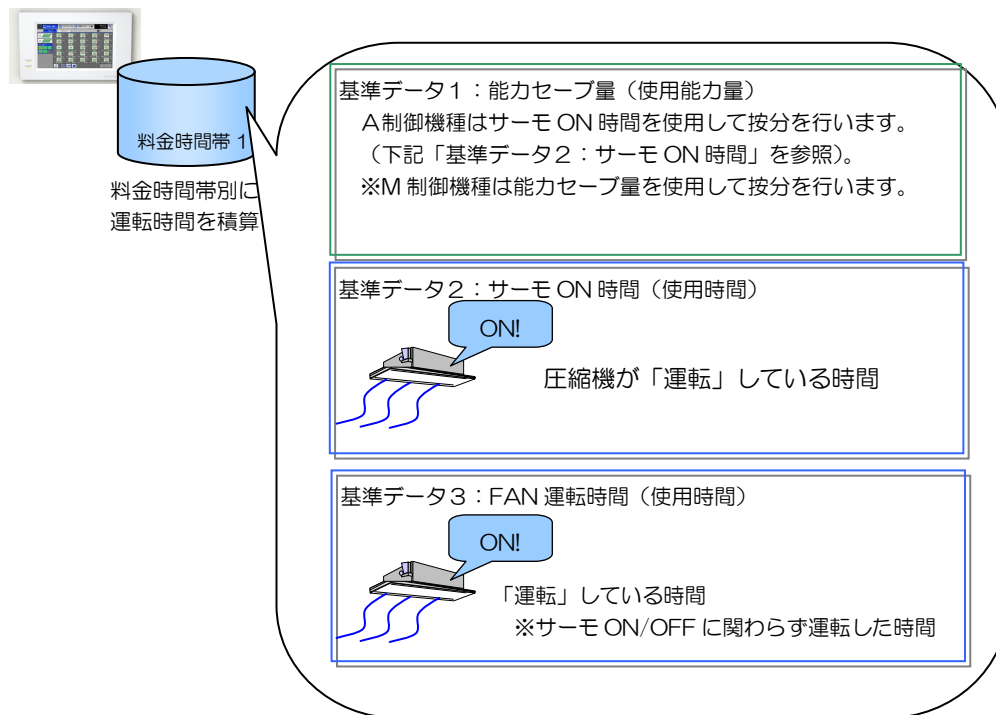 料金時間帯 1
料金時間帯別に
運転時間を積算
基準データ1:能力セーブ量(使用能力量)
A制御機種はサーモ ON 時間を使用して按分を行います。
(下記「基準データ2:サーモ ON 時間」を参照)。
※M 制御機種は能力セーブ量を使用して按分を行います。
基準データ2:サーモ ON 時間(使用時間)
ON!
圧縮機が「運転」している時間
基準データ3:FAN 運転時間(使用時間)
ON!
「運転」している時間
※サーモ ON/OFF に関わらず運転した時間